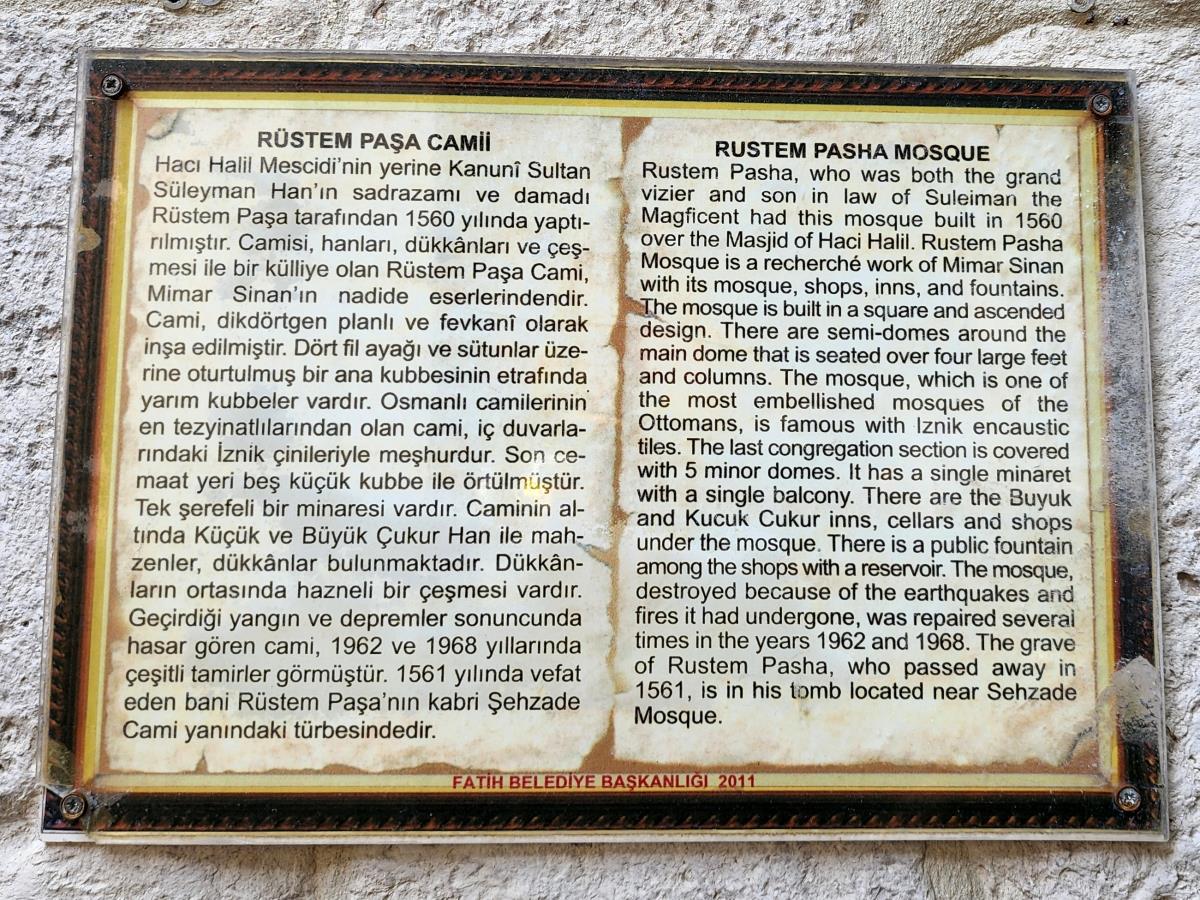 RÜSTEM PAŞA CAMİİ
Hacı Halil Mescidi'nin yerine Kanunî Sultan
Süleyman Han'ın sadrazamı ve damadı
Rüstem Paşa tarafından 1560 yılında yaptı-
rılmıştır. Camisi, hanları, dükkânları ve çeş-
mesi ile bir külliye olan Rüstem Paşa Cami,
Mimar Sinan'ın nadide eserlerindendir.
Cami, dikdörtgen planlı ve fevkanî olarak
inşa edilmiştir. Dört fil ayağı ve sütunlar üze-
rine oturtulmuş bir ana kubbesinin etrafında
yarım kubbeler vardır. Osmanlı camilerinin
en tezyinatlılarından olan cami, iç duvarla-
rındaki İznik çinileriyle meşhurdur. Son ce-
maat yeri beş küçük kubbe ile örtülmüştür.
Tek şerefeli bir minaresi vardır. Caminin al-
tında Küçük ve Büyük Çukur Han ile mah-
zenler, dükkânlar bulunmaktadır. Dükkân-
ların ortasında hazneli bir çeşmesi vardır.
Geçirdiği yangın ve depremler sonucunda
hasar gören cami, 1962 ve 1968 yıllarında
çeşitli tamirler görmüştür. 1561 yılında vefat
eden bani Rüstem Paşa'nın kabri Şehzade
Cami yanındaki türbesindedir.
RUSTEM PASHA MOSQUE
Rustem Pasha, who was both the grand
vizier and son in law of Suleiman the
Magficent had this mosque built in 1560
over the Masjid of Haci Halil. Rustem Pasha
Mosque is a recherché work of Mimar Sinan
with its mosque, shops, inns, and fountains.
The mosque is built in a square and ascended
design. There are semi-domes around the
main dome that is seated over four large feet
and columns. The mosque, which is one of
the most embellished mosques of the
Ottomans, is famous with Iznik encaustic
tiles. The last congregation section is covered
with 5 minor domes. It has a single minaret
with a single balcony. There are the Buyuk
and Kucuk Cukur inns, cellars and shops
under the mosque. There is a public fountain
among the shops with a reservoir. The mosque,
destroyed because of the earthquakes and
fires it had undergone, was repaired several
times in the years 1962 and 1968. The grave
of Rustem Pasha, who passed away in
1561, is in his tomb located near Sehzade
Mosque.
FATİH BELEDİYE BAŞKANLIĞI 2011